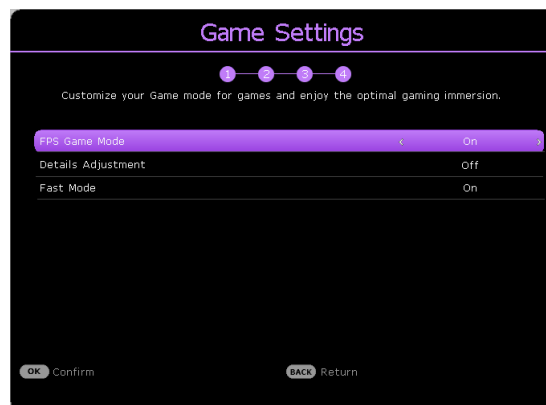 Game Settings
1 2 3 4
Customize your Game mode for games and enjoy the optimal gaming immersion.
FPS Game Mode ‹ On ›
Details Adjustment Off
Fast Mode On
OK Confirm BACK Return